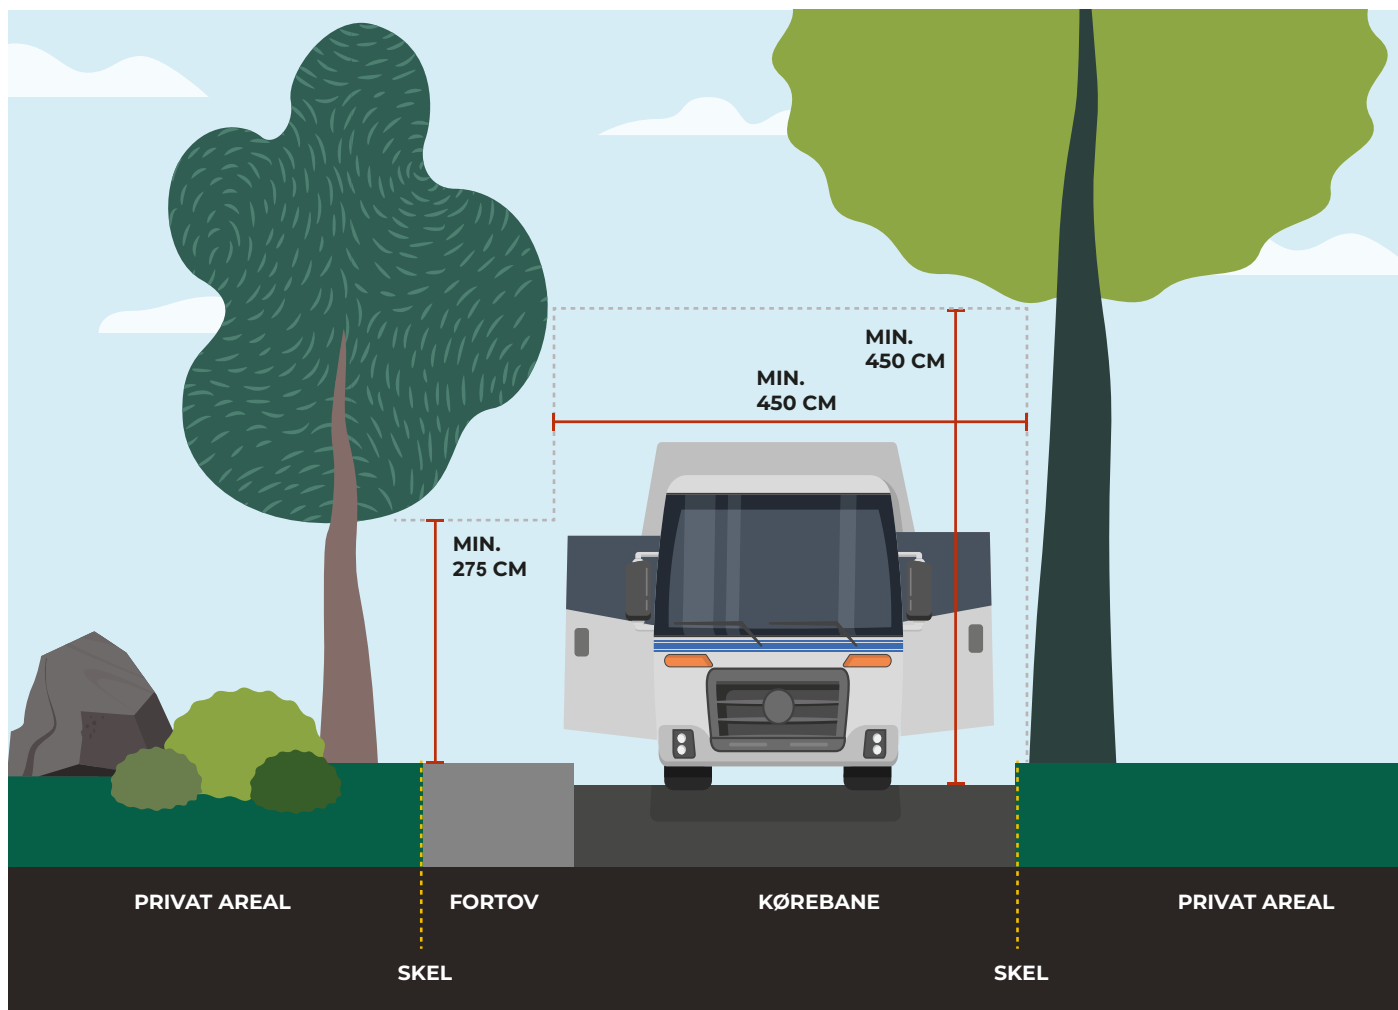 MIN.
450 CM
MIN.
450 CM
MIN.
275 CM
PRIVAT AREAL
FORTOV
KØREBANE
PRIVAT AREAL
SKEL
SKEL